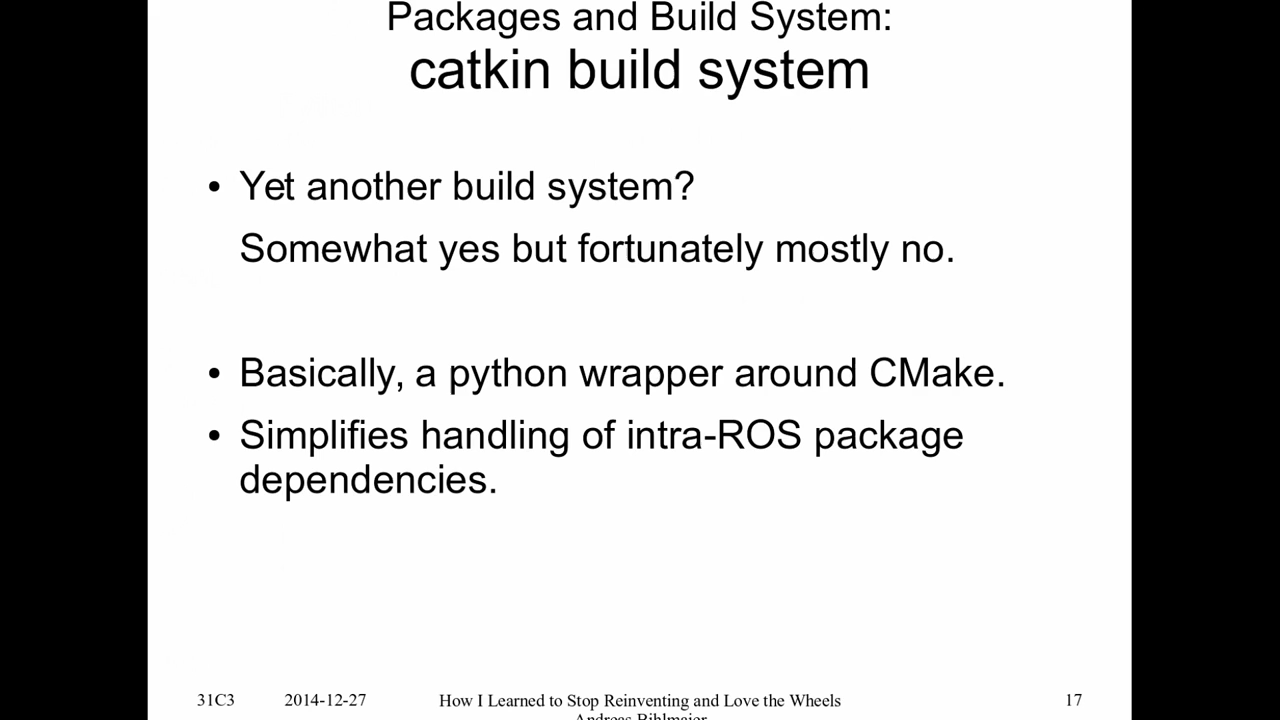 Packages and Build System:
catkin build system
• Yet another build system?
Somewhat yes but fortunately mostly no.
• Basically, a python wrapper around CMake.
• Simplifies handling of intra-ROS package
dependencies.
31C3 2014-12-27 How I Learned to Stop Reinventing and Love the Wheels 17
Andreas Bihlmaier